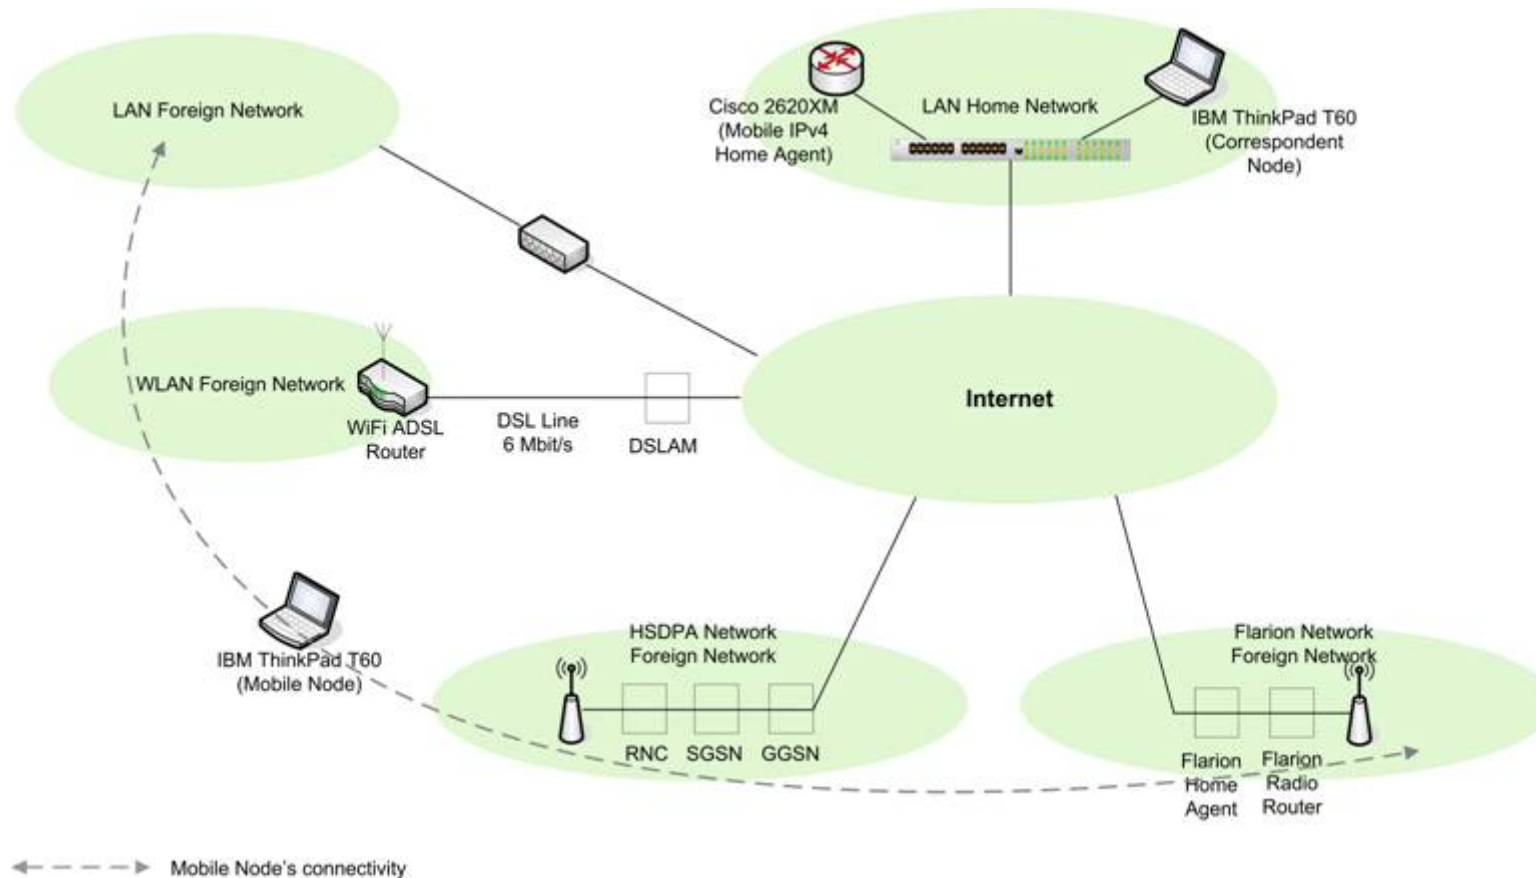 LAN Foreign Network
Cisco 2620XM
(Mobile IPv4
Home Agent)
LAN Home Network
IBM ThinkPad T60
(Correspondent
Node)
WLAN Foreign Network
WiFi ADSL
Router
DSL Line
6 Mbit/s
DSLAM
Internet
IBM ThinkPad T60
(Mobile Node)
HSDPA Network
Foreign Network
RNC
SGSN
GGSN
Flarion Network
Foreign Network
Flarion
Home
Agent
Flarion
Radio
Router
Mobile Node's connectivity